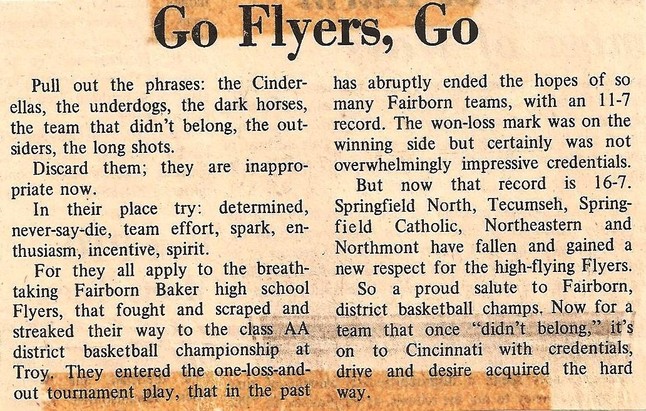 Go Flyers, Go
Pull out the phrases: the Cinder-
ellas, the underdogs, the dark horses,
the team that didn't belong, the out-
siders, the long shots.
Discard them; they are inappro-
priate now.
In their place try: determined,
never-say-die, team effort, spark, en-
thusiasm, incentive, spirit.
For they all apply to the breath-
taking Fairborn Baker high school
Flyers, that fought and scraped and
streaked their way to the class AA
district basketball championship at
Troy. They entered the one-loss-and-
out tournament play, that in the past
has abruptly ended the hopes of so
many Fairborn teams, with an 11-7
record. The won-loss mark was on the
winning side but certainly was not
overwhelmingly impressive credentials.
But now that record is 16-7.
Springfield North, Tecumseh, Spring-
field Catholic, Northeastern and
Northmont have fallen and gained a
new respect for the high-flying Flyers.
So a proud salute to Fairborn,
district basketball champs. Now for a
team that once "didn't belong," it's
on to Cincinnati with credentials,
drive and desire acquired the hard
way.